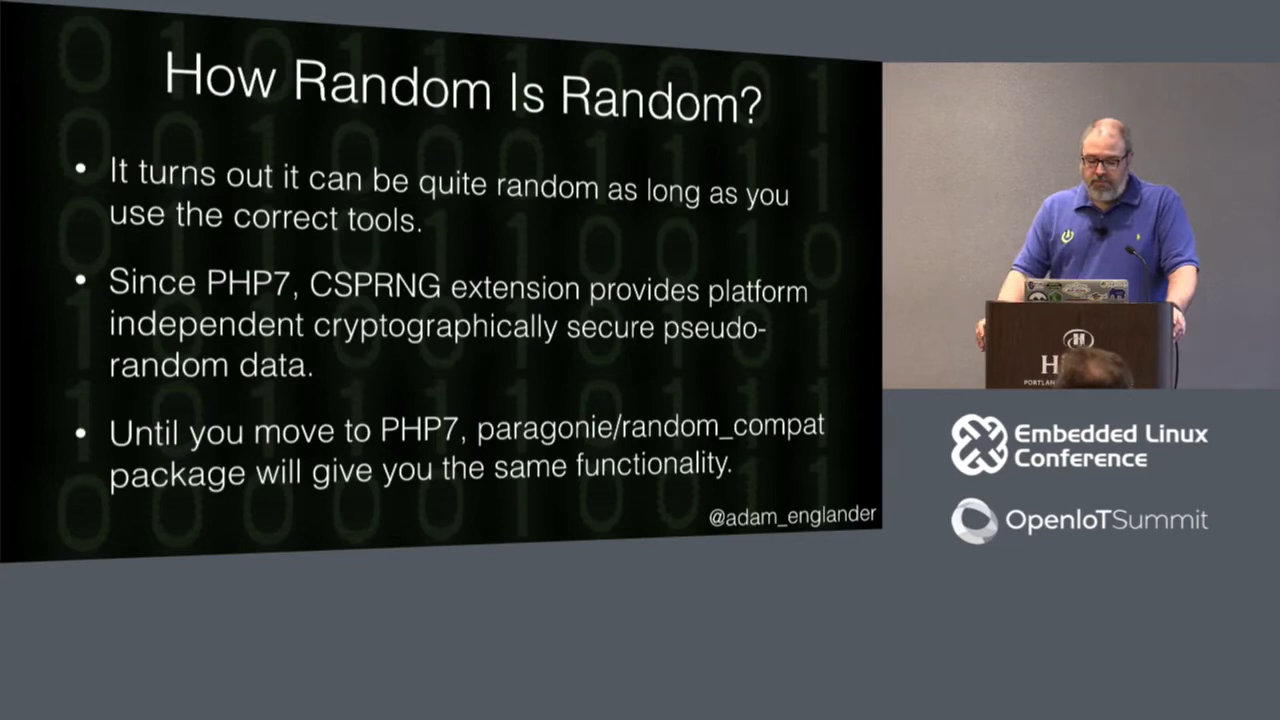 How Random Is Random?
• It turns out it can be quite random as long as you
use the correct tools.
• Since PHP7, CSPRNG extension provides platform
independent cryptographically secure pseudo-
random data.
• Until you move to PHP7, paragonie/random_compat
package will give you the same functionality.
@adam_englander
H
PORTLAN
Embedded Linux
Conference
OpenIoTSummit